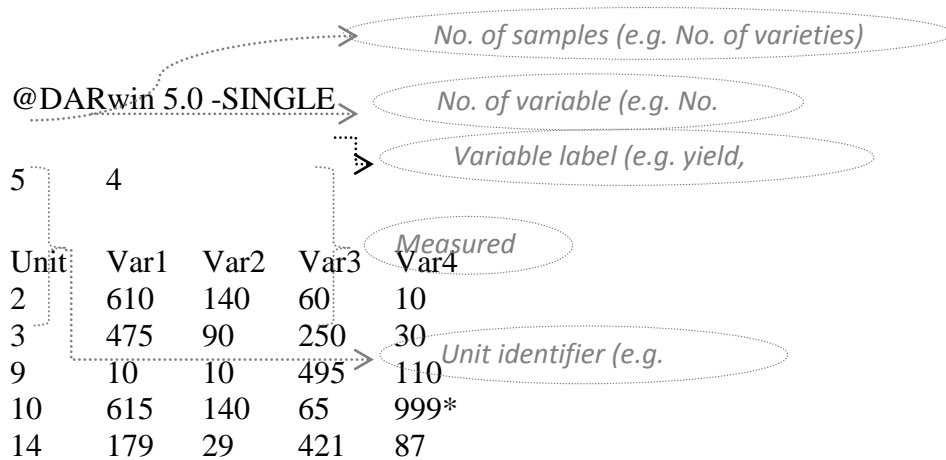 No. of samples (e.g. No. of varieties)
@DARwin 5.0 -SINGLE
No. of variable (e.g. No.
Variable label (e.g. yield,
5 4
Measured
Unit Var1 Var2 Var3 Var4
2 610 140 60 10
3 475 90 250 30
Unit identifier (e.g.
9 10 10 495 110
10 615 140 65 999*
14 179 29 421 87